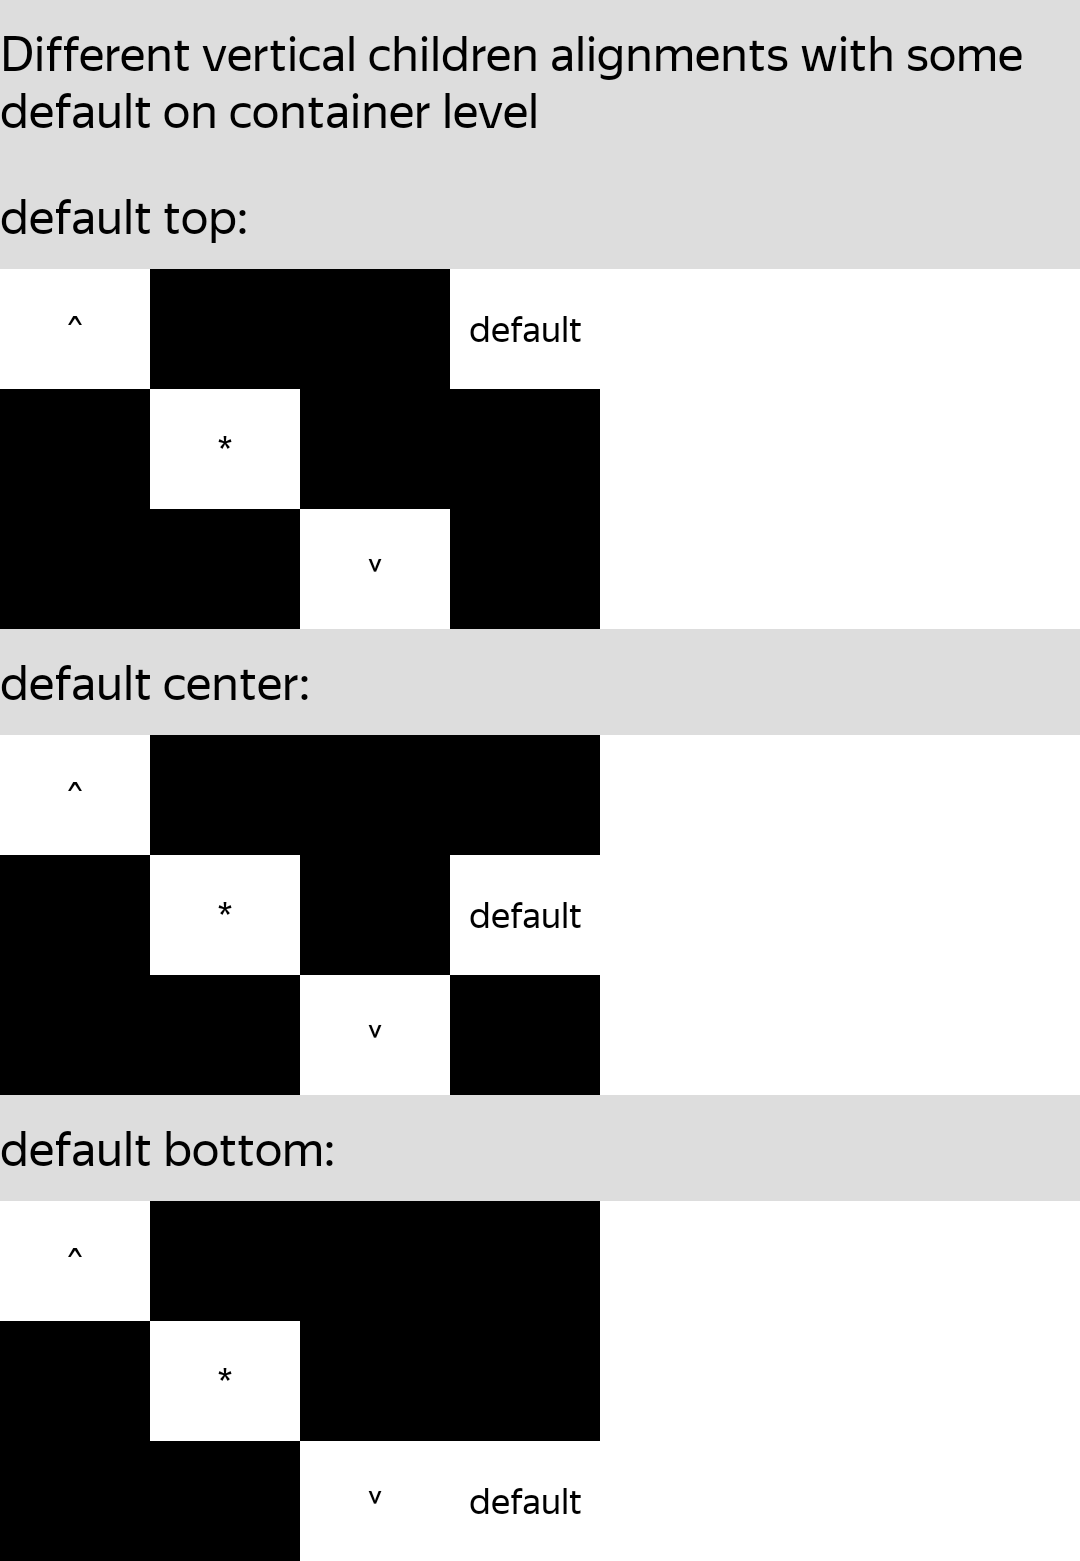 Different vertical children alignments with some
default on container level
default top:
^ default
*
v
default center:
^
* default
v
default bottom:
^
*
v default